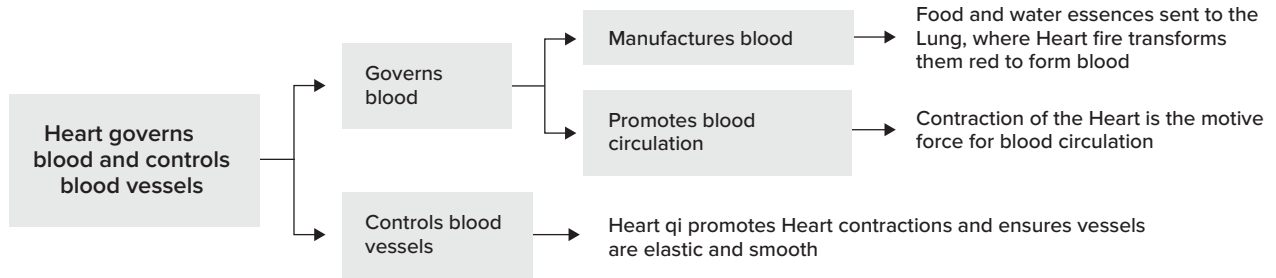 Heart governs
blood and controls
blood vessels
Governs
blood
Manufactures blood
Food and water essences sent to the
Lung, where Heart fire transforms
them red to form blood
Promotes blood
circulation
Contraction of the Heart is the motive
force for blood circulation
Controls blood
vessels
Heart qi promotes Heart contractions and ensures vessels
are elastic and smooth